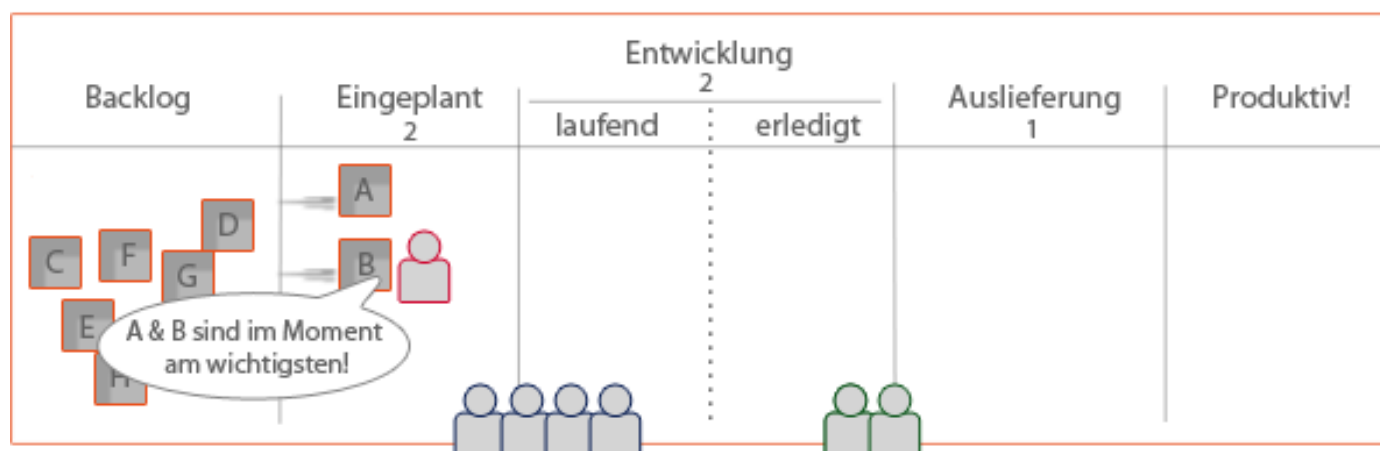 Entwicklung
2
Backlog
Eingeplant
2
laufend
erledigt
Auslieferung
1
Produktiv!
A
D
C
F
B
G
E
A & B sind im Moment
am wichtigsten!
H